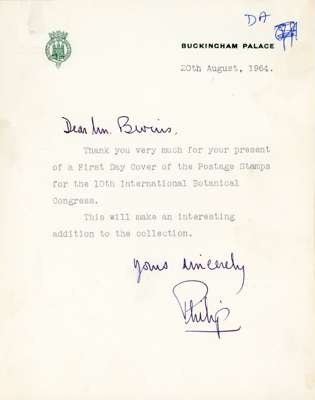 DA
BUCKINGHAM PALACE
20th August, 1964.
Dear Mr. Bevins,
Thank you very much for your present
of a First Day Cover of the Postage Stamps
for the 10th International Botanical
Congress.
This will make an interesting
addition to the collection.
Yours sincerely
Philip